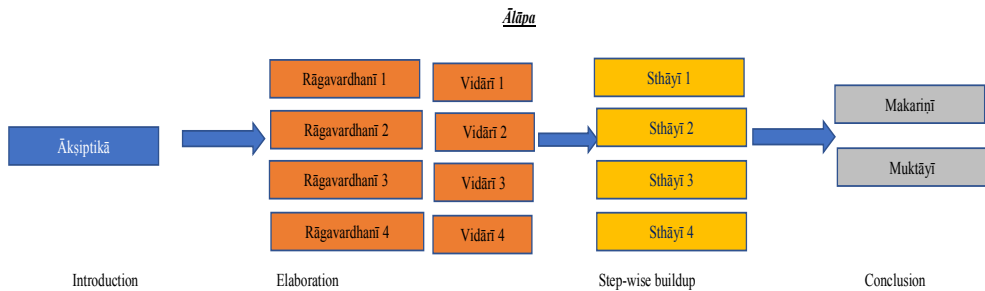 Ālāpa
Ākṣiptikā
Rāgavardhanī 1
Vidārī 1
Rāgavardhanī 2
Vidārī 2
Rāgavardhanī 3
Vidārī 3
Rāgavardhanī 4
Vidārī 4
Sthāyī 1
Sthāyī 2
Sthāyī 3
Sthāyī 4
Makariṇī
Muktāyī
Introduction
Elaboration
Step-wise buildup
Conclusion